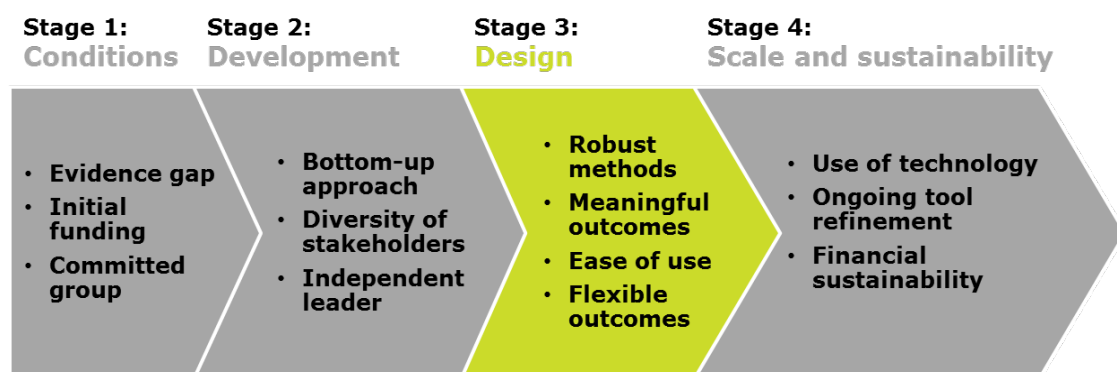 Stage 1:
Conditions
Stage 2:
Development
Stage 3:
Design
Stage 4:
Scale and sustainability
• Evidence gap
• Initial
funding
• Committed
group
• Bottom-up
approach
• Diversity of
stakeholders
• Independent
leader
• Robust
methods
• Meaningful
outcomes
• Ease of use
• Flexible
outcomes
• Use of technology
• Ongoing tool
refinement
• Financial
sustainability